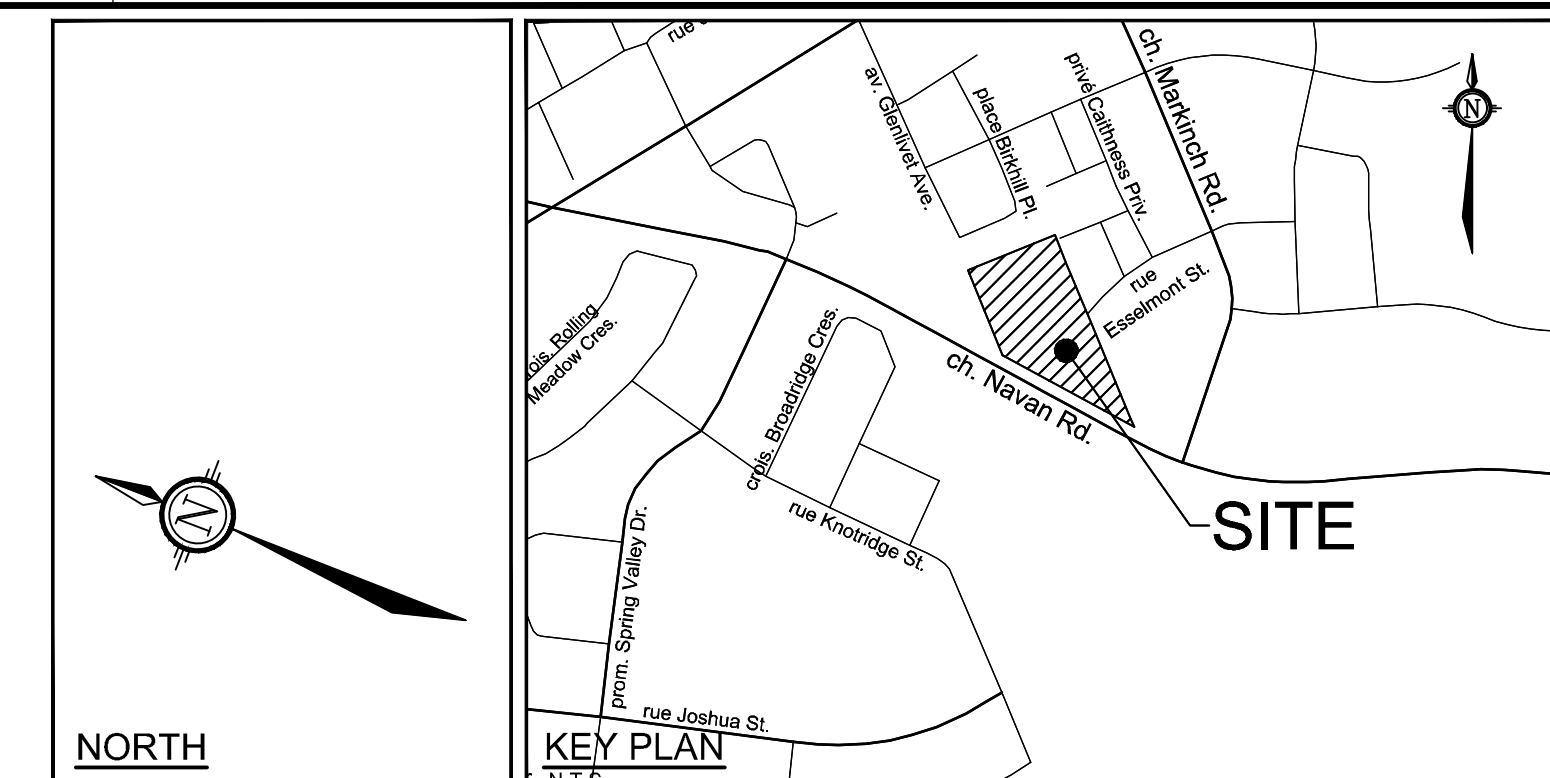 N
NORTH
rue
av. Glenlivet Ave.
place Birkhill Pl.
privé Caithness Priv.
ch. Markinch Rd.
N
rue
Esselmont St.
ois. Rolling
Meadow Cres.
crois. Broadridge Cres.
ch. Navan Rd.
SITE
rue Knotridge St.
prom. Spring Valley Dr.
rue Joshua St.
KEY PLAN
N.T.S.